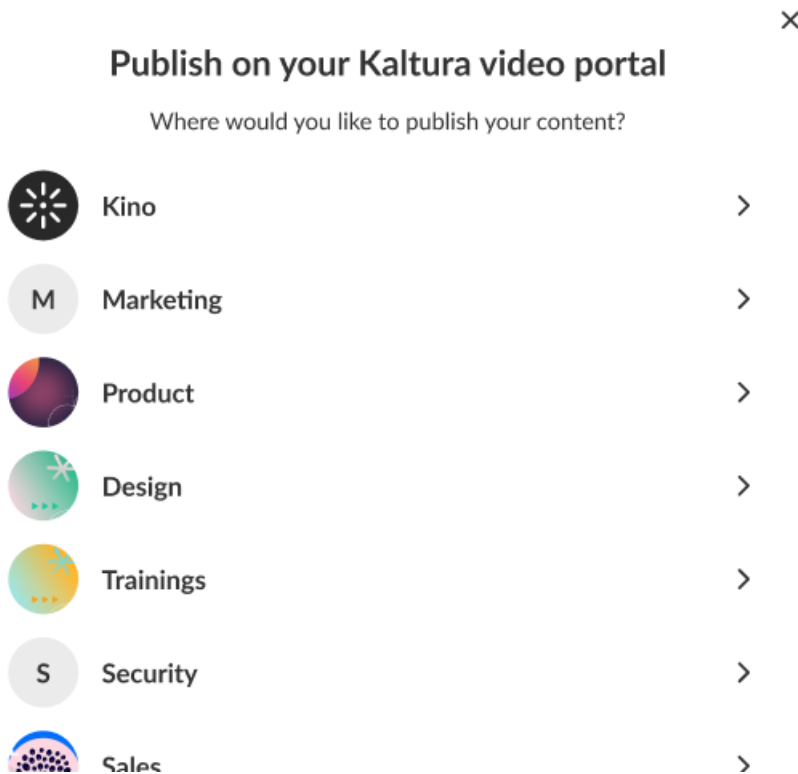 Publish on your Kaltura video portal
Where would you like to publish your content?
Kino
M Marketing
Product
Design
Trainings
S Security
Sales